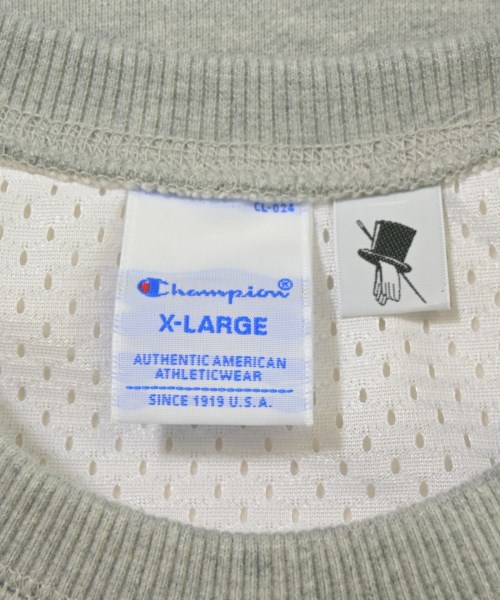 CL-024
Champion®
X-LARGE
AUTHENTIC AMERICAN
ATHLETICWEAR
SINCE 1919 U.S.A.